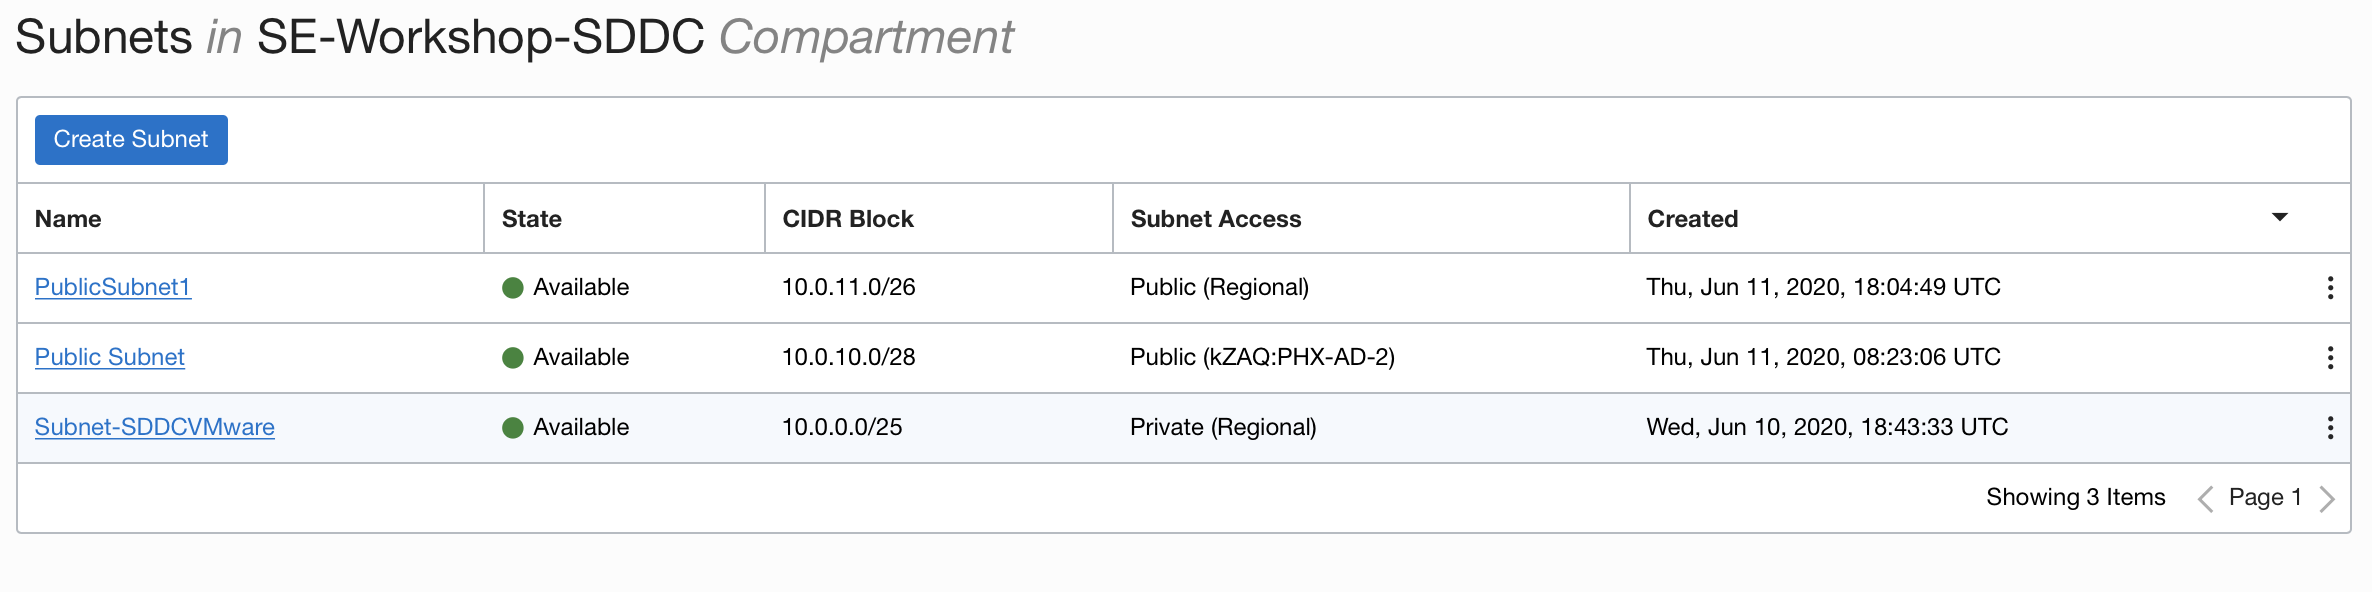 Subnets in SE-Workshop-SDDC Compartment
Create Subnet
Name State CIDR Block Subnet Access Created
PublicSubnet1 Available 10.0.11.0/26 Public (Regional) Thu, Jun 11, 2020, 18:04:49 UTC
Public Subnet Available 10.0.10.0/28 Public (kZAQ:PHX-AD-2) Thu, Jun 11, 2020, 08:23:06 UTC
Subnet-SDDCVMware Available 10.0.0.0/25 Private (Regional) Wed, Jun 10, 2020, 18:43:33 UTC
Showing 3 Items Page 1